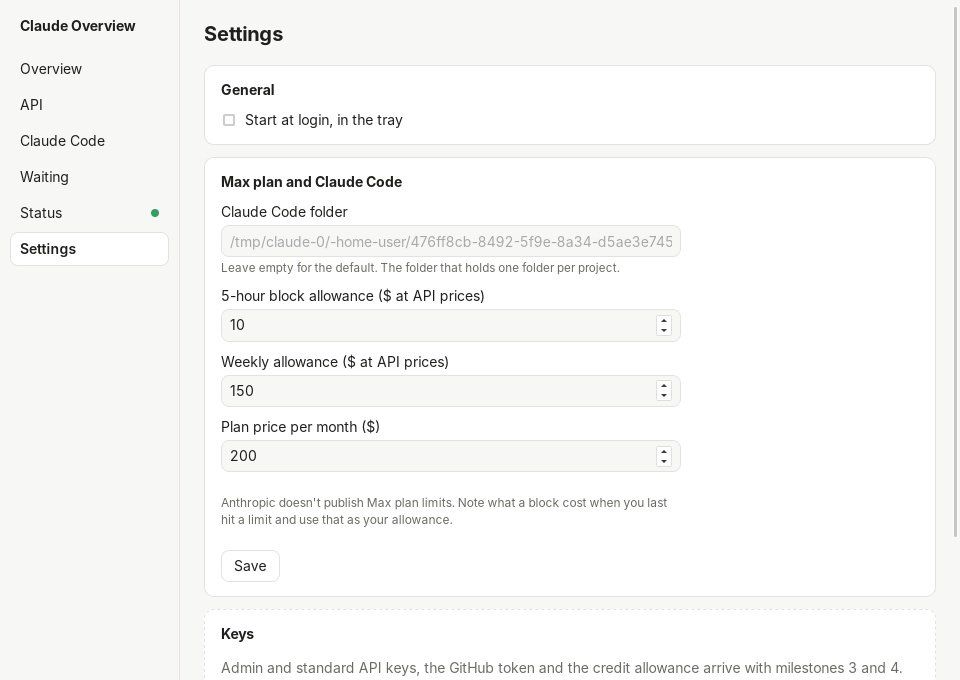 Claude Overview
Overview
API
Claude Code
Waiting
Status
Settings
Settings
General
Start at login, in the tray
Max plan and Claude Code
Claude Code folder
/tmp/claude-0/-home-user/476ff8cb-8492-5f9e-8a34-d5ae3e745
Leave empty for the default. The folder that holds one folder per project.
5-hour block allowance ($ at API prices)
10
Weekly allowance ($ at API prices)
150
Plan price per month ($)
200
Anthropic doesn't publish Max plan limits. Note what a block cost when you last
hit a limit and use that as your allowance.
Save
Keys
Admin and standard API keys, the GitHub token and the credit allowance arrive with milestones 3 and 4.